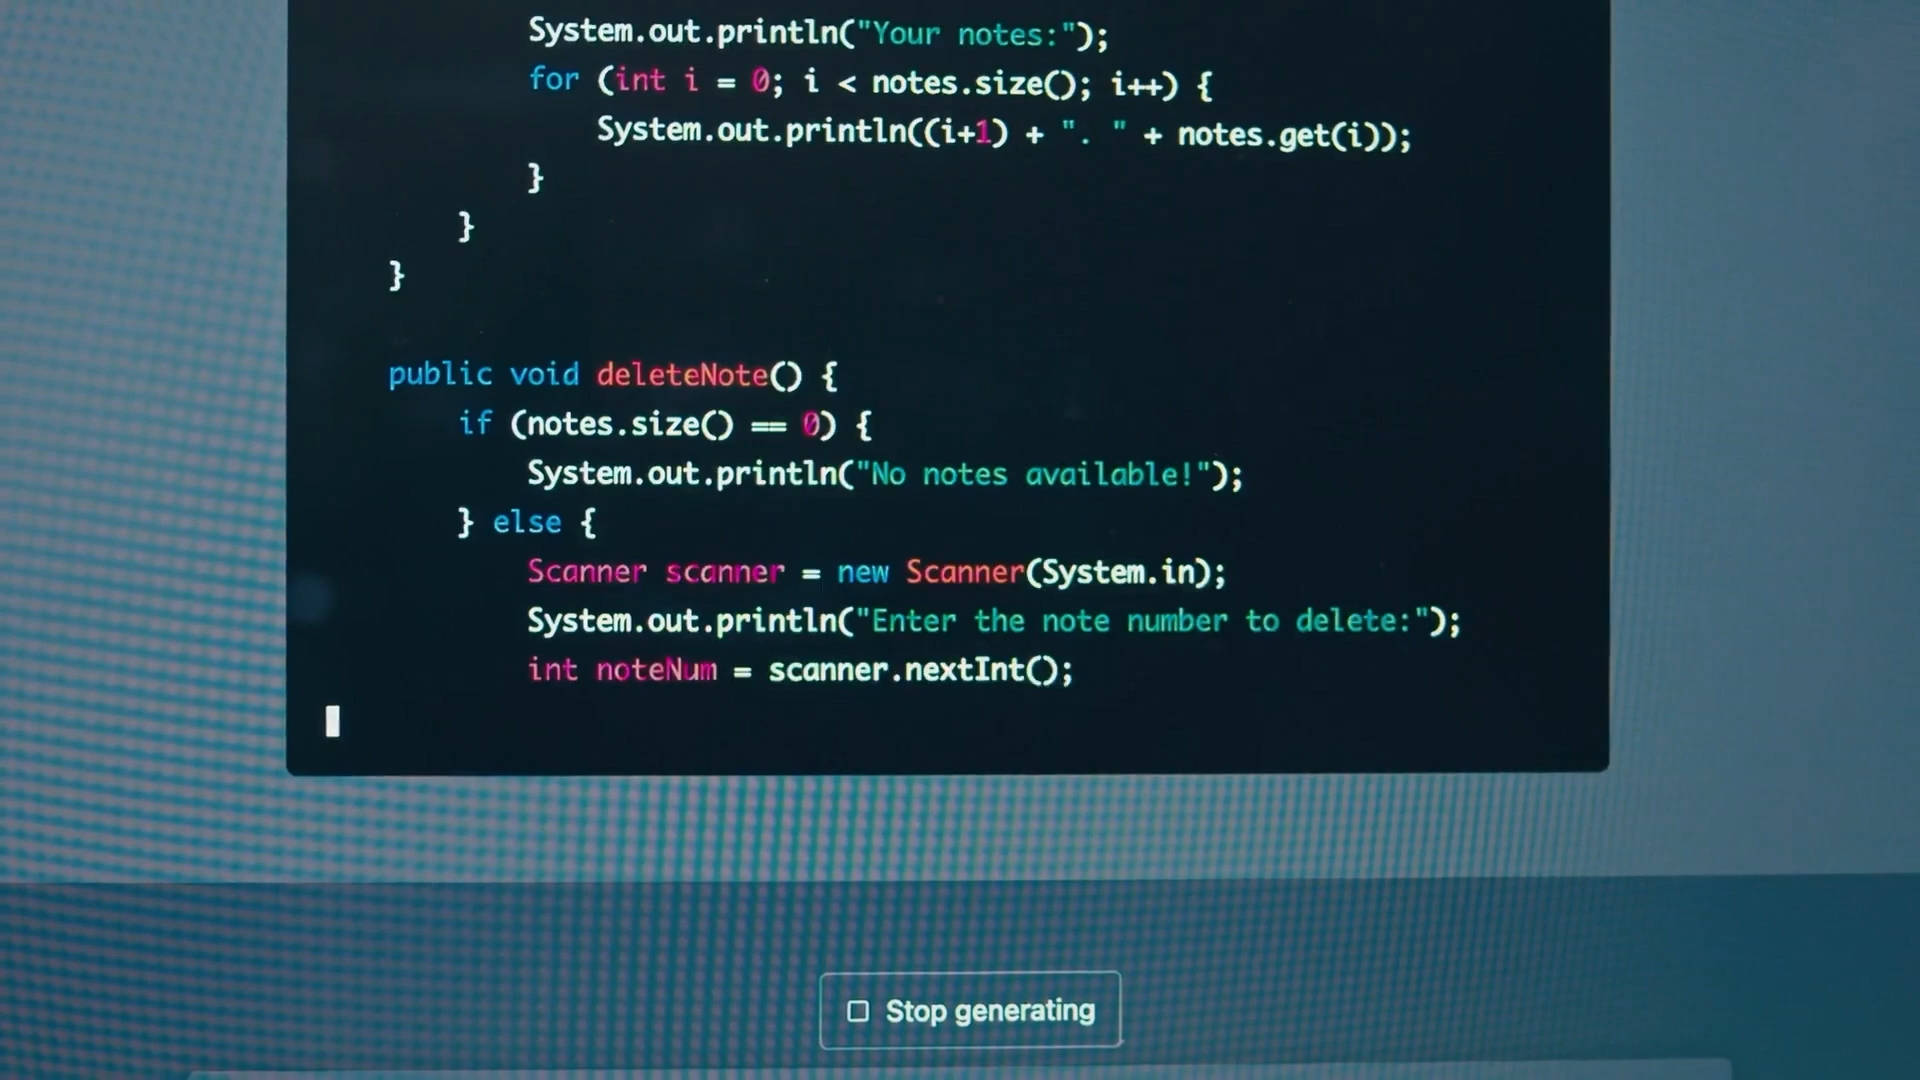 System.out.println("Your notes:");
for (int i = 0; i < notes.size(); i++) {
System.out.println((i+1) + ". " + notes.get(i));
}
}
}
public void deleteNote() {
if (notes.size() == 0) {
System.out.println("No notes available!");
} else {
Scanner scanner = new Scanner(System.in);
System.out.println("Enter the note number to delete:");
int noteNum = scanner.nextInt();
Stop generating